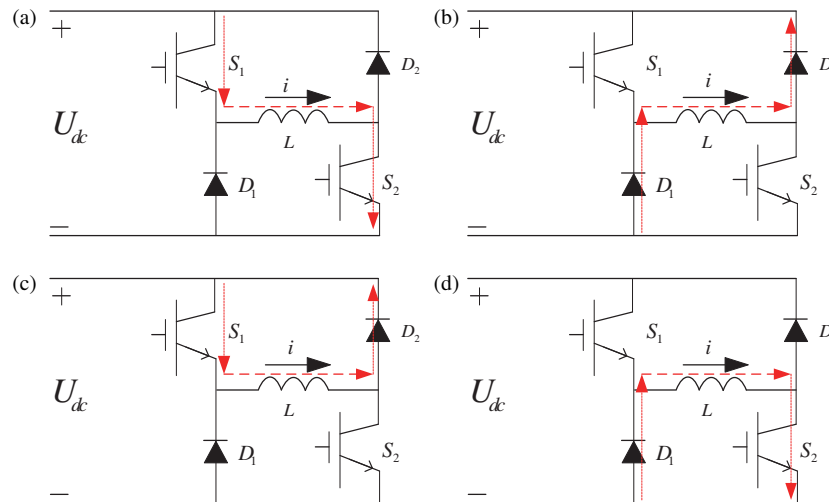 (a)
+
S1
D2
i
Udc
L
D1
S2
—
(b)
+
S1
D
i
Udc
L
D1
S2
—
(c)
+
S1
D2
i
Udc
L
D1
S2
—
(d)
+
S1
D
i
Udc
L
D1
S2
—